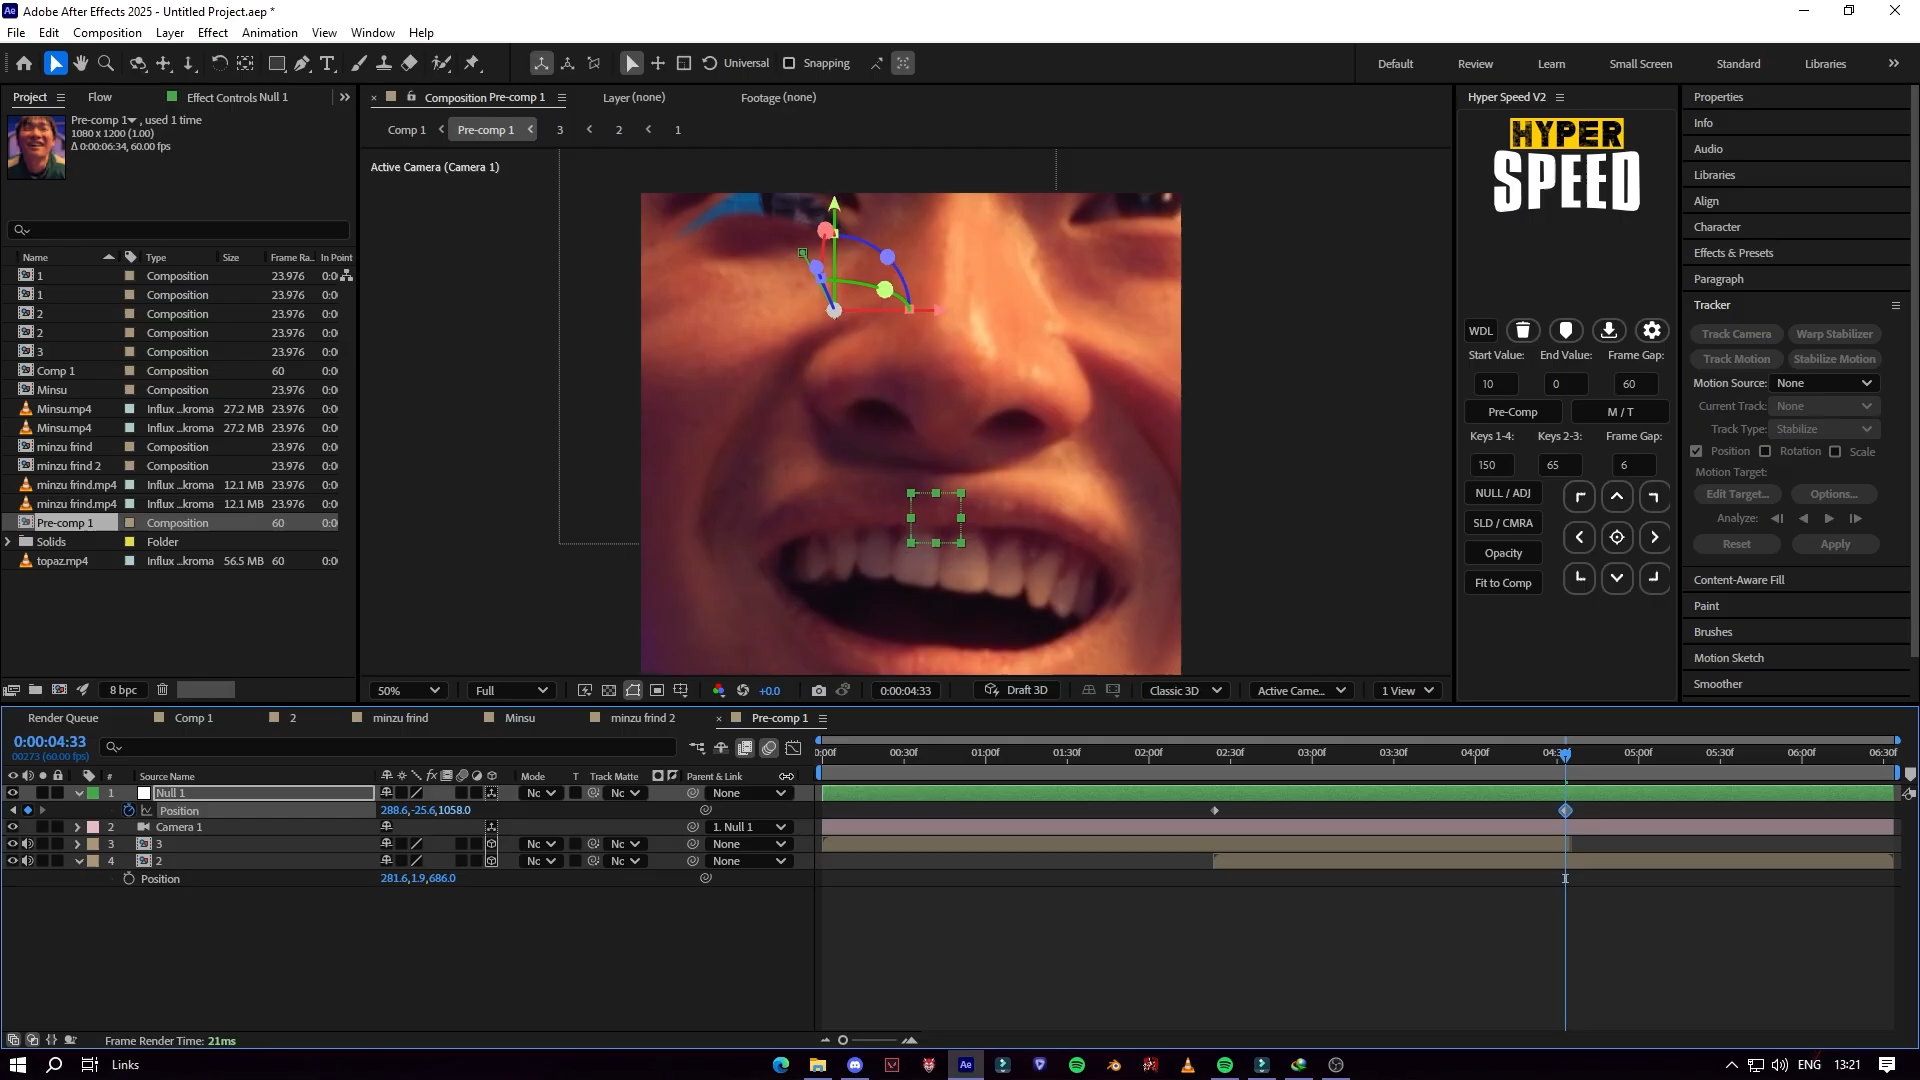 Adobe After Effects 2025 - Untitled Project.aep *
File Edit Composition Layer Effect Animation View Window Help
Universal Snapping Default Review Learn Small Screen Standard Libraries
Project Flow Effect Controls Null 1
Pre-comp 1, used 1 time
1080 x 1200 (1.00)
Δ 0:00:06:34, 60.00 fps
Name Type Size Frame Ra... In Point
1 Composition 23.976 0:0
1 Composition 23.976 0:0
2 Composition 23.976 0:0
2 Composition 23.976 0:0
3 Composition 23.976 0:0
Comp 1 Composition 60 0:0
Minsu Composition 23.976 0:0
Minsu.mp4 Influx ...kroma 27.2 MB 23.976 0:0
Minsu.mp4 Influx ...kroma 27.2 MB 23.976 0:0
minzu frind Composition 23.976 0:0
minzu frind 2 Composition 23.976 0:0
minzu frind.mp4 Influx ...kroma 12.1 MB 23.976 0:0
minzu frind.mp4 Influx ...kroma 12.1 MB 23.976 0:0
Pre-comp 1 Composition 60 0:0
Solids Folder
topaz.mp4 Influx ...kroma 56.5 MB 60 0:0
8 bpc
Composition Pre-comp 1 Layer (none) Footage (none)
Comp 1 Pre-comp 1 3 2 1
Active Camera (Camera 1)
50% Full +0.0 0:00:04:33 Draft 3D Classic 3D Active Came... 1 View
Hyper Speed V2
HYPER
SPEED
WDL
Start Value: End Value: Frame Gap:
10 0 60
Pre-Comp M / T
Keys 1-4: Keys 2-3: Frame Gap:
150 65 6
NULL / ADJ
SLD / CMRA
Opacity
Fit to Comp
Properties
Info
Audio
Libraries
Align
Character
Effects & Presets
Paragraph
Tracker
Track Camera Warp Stabilizer
Track Motion Stabilize Motion
Motion Source: None
Current Track: None
Track Type: Stabilize
Position Rotation Scale
Motion Target:
Edit Target... Options...
Analyze:
Reset Apply
Content-Aware Fill
Paint
Brushes
Motion Sketch
Smoother
Render Queue Comp 1 2 minzu frind Minsu minzu frind 2 Pre-comp 1
0:00:04:33
00273 (60.00 fps)
:00f 00:30f 01:00f 01:30f 02:00f 02:30f 03:00f 03:30f 04:00f 04:30f 05:00f 05:30f 06:00f 06:30f
# Source Name fx Mode T Track Matte Parent & Link
1 Null 1 Nc Nc None
Position 288.6,-25.6,1058.0
2 Camera 1 1. Null 1
3 3 Nc Nc None
4 2 Nc Nc None
Position 281.6,1.9,686.0
Frame Render Time: 21ms
Links Ae ENG 13:21